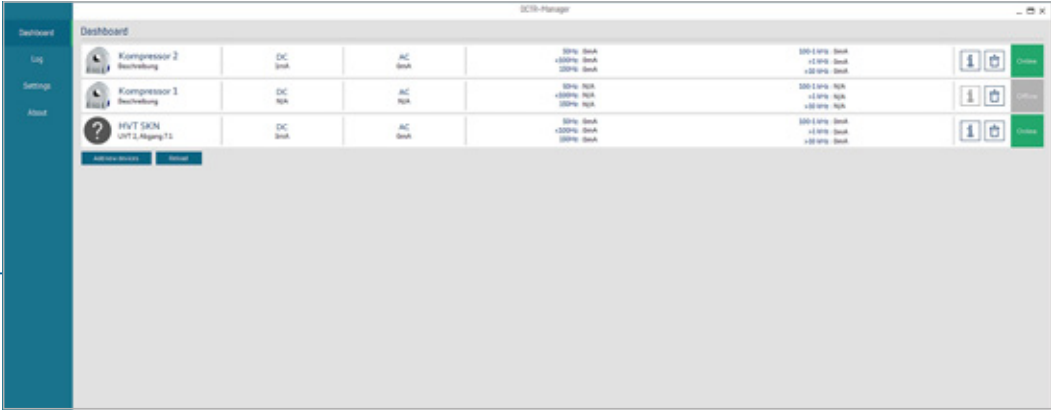 DCTR-Manager
Dashboard
Log
Settings
About
Dashboard
Kompressor 2
Beschreibung
DC
AC
0mA
50Hz 0mA
<100Hz 0mA
100Hz 0mA
100-1 kHz 0mA
>1 kHz 0mA
>10 kHz 0mA
Online
Kompressor 1
Beschreibung
DC
N/A
AC
N/A
50Hz N/A
<100Hz N/A
100Hz N/A
100-1 kHz N/A
>1 kHz N/A
>10 kHz N/A
Offline
HVT SKN
UVT 2, Abgang 7.1
DC
AC
0mA
50Hz 0mA
<100Hz 0mA
100Hz 0mA
100-1 kHz 0mA
>1 kHz 0mA
>10 kHz 0mA
Online
Add new devices
Reload